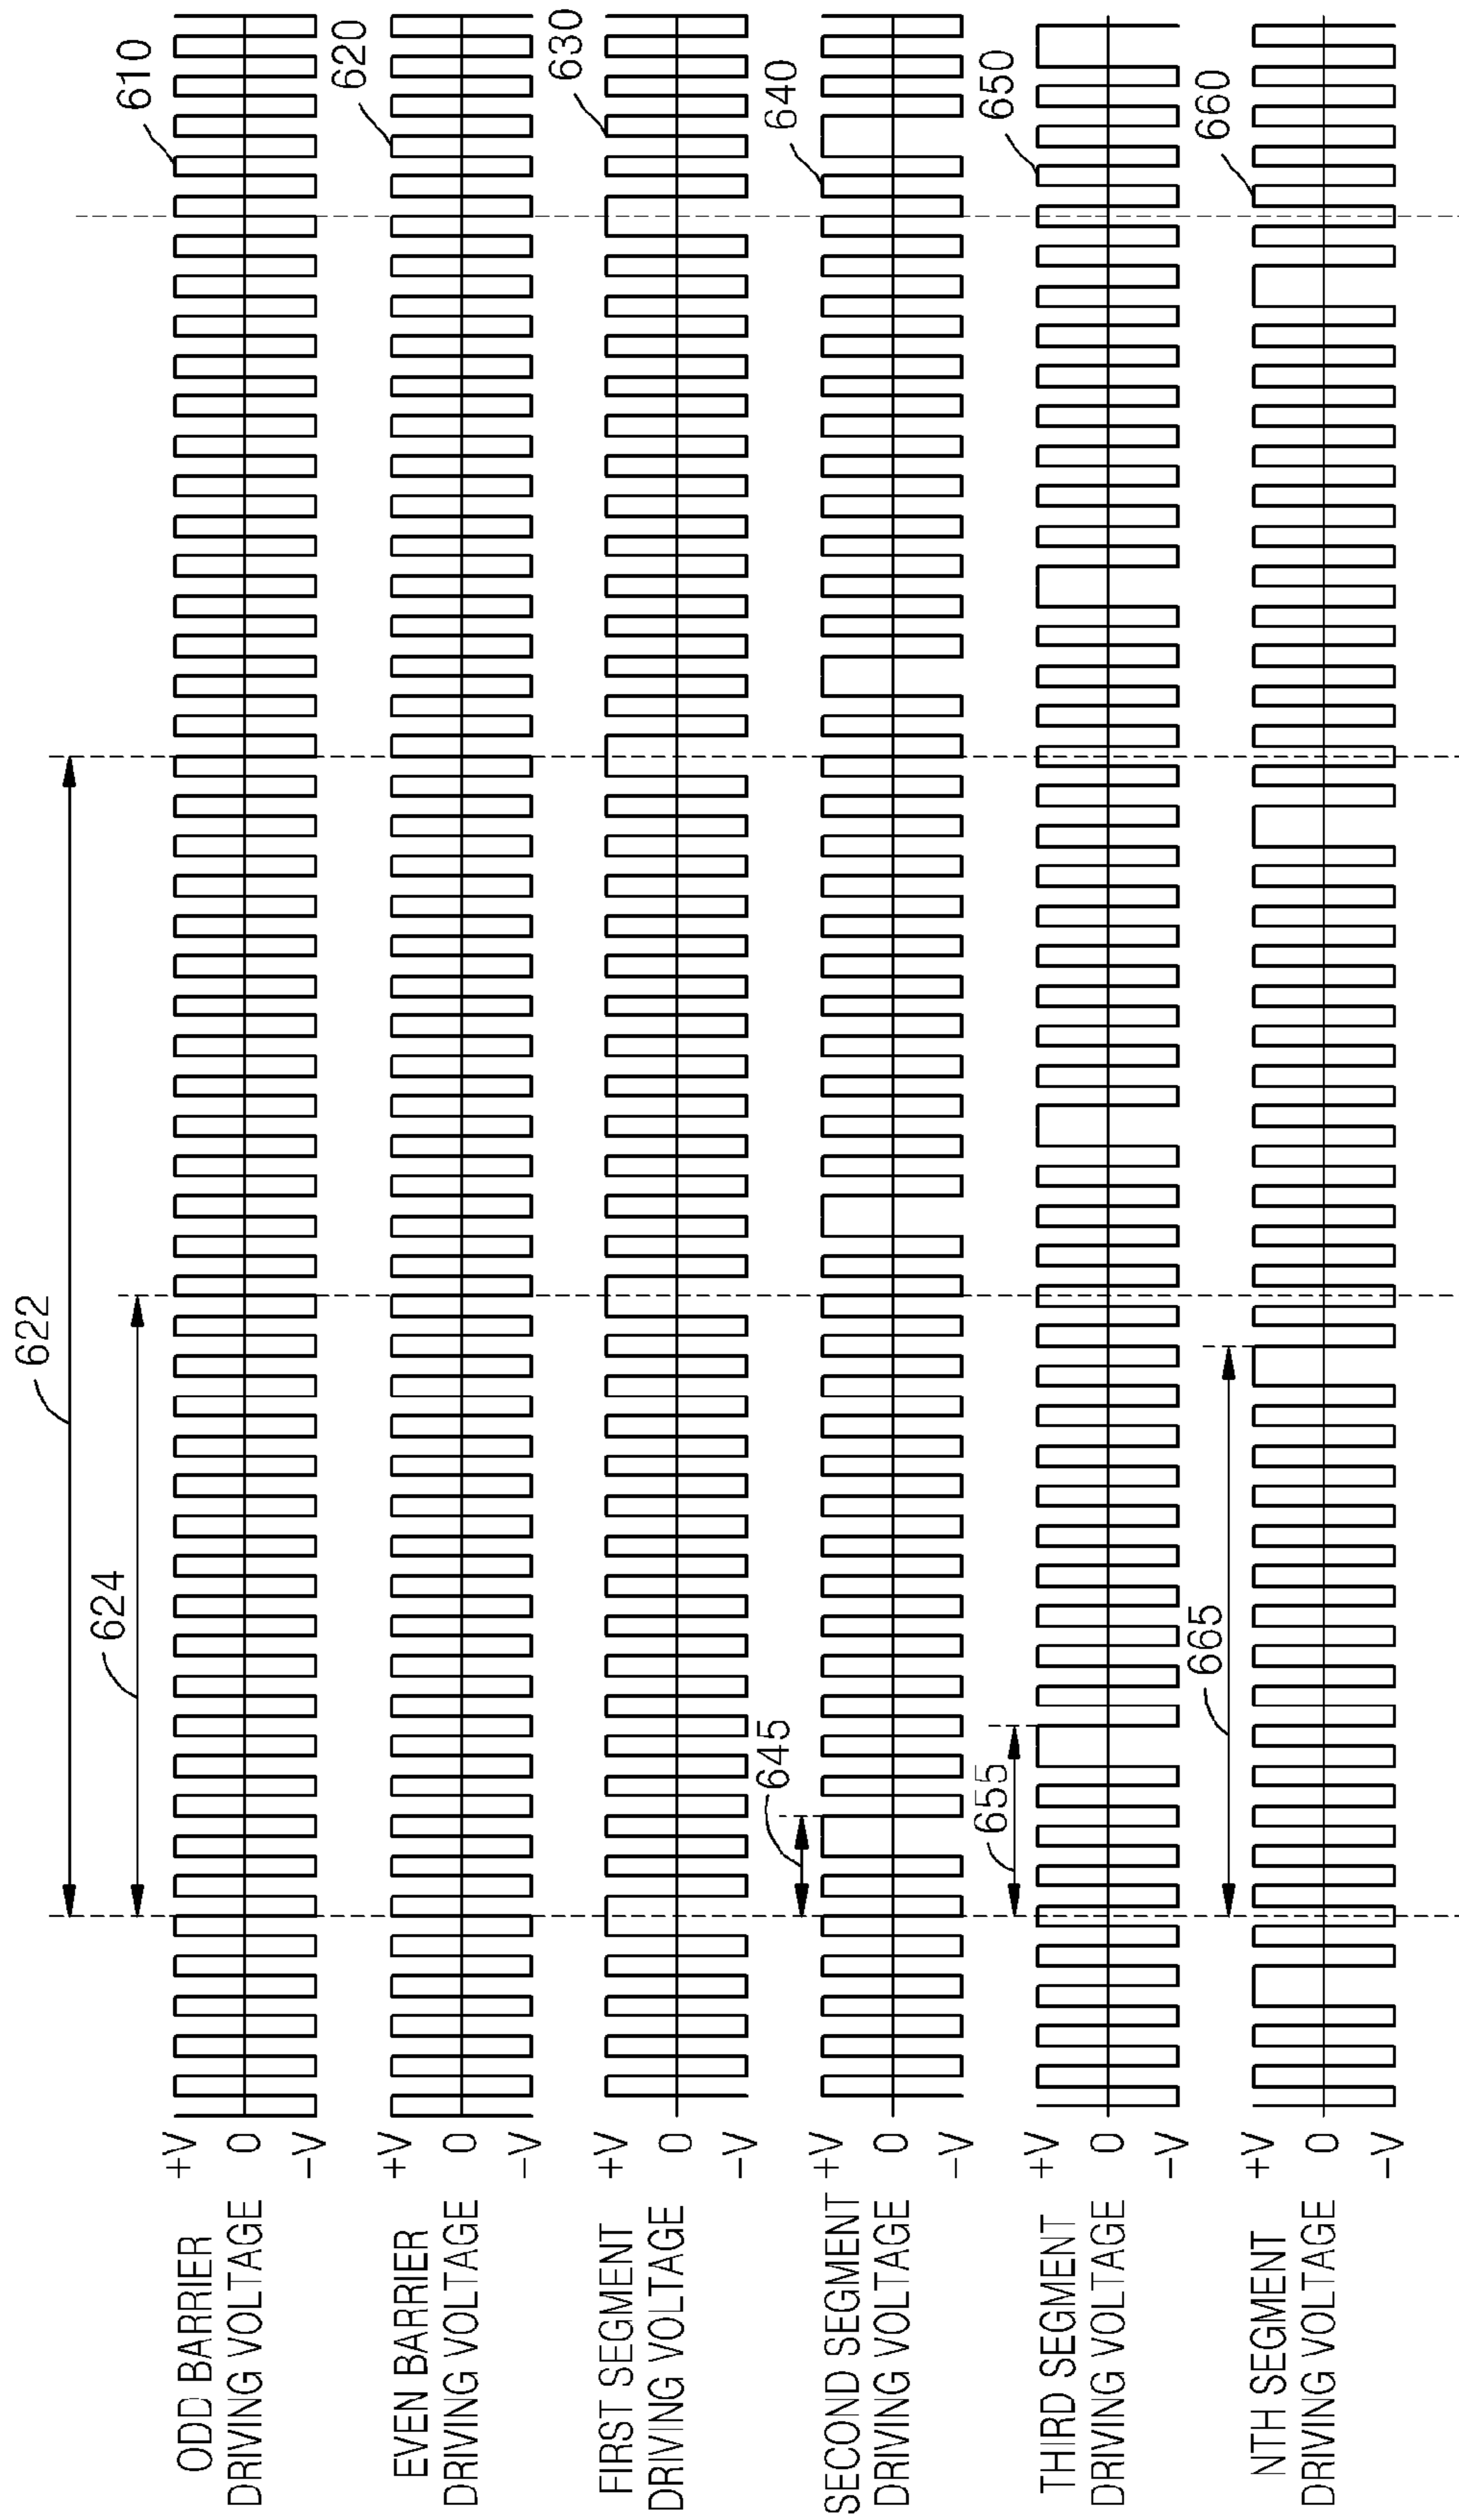 622
624
610
ODD BARRIER
DRIVING VOLTAGE
+V
0
-V
620
EVEN BARRIER
DRIVING VOLTAGE
+V
0
-V
630
FIRST SEGMENT
DRIVING VOLTAGE
+V
0
-V
645
640
SECOND SEGMENT
DRIVING VOLTAGE
+V
0
-V
655
650
THIRD SEGMENT
DRIVING VOLTAGE
+V
0
-V
665
660
NTH SEGMENT
DRIVING VOLTAGE
+V
0
-V